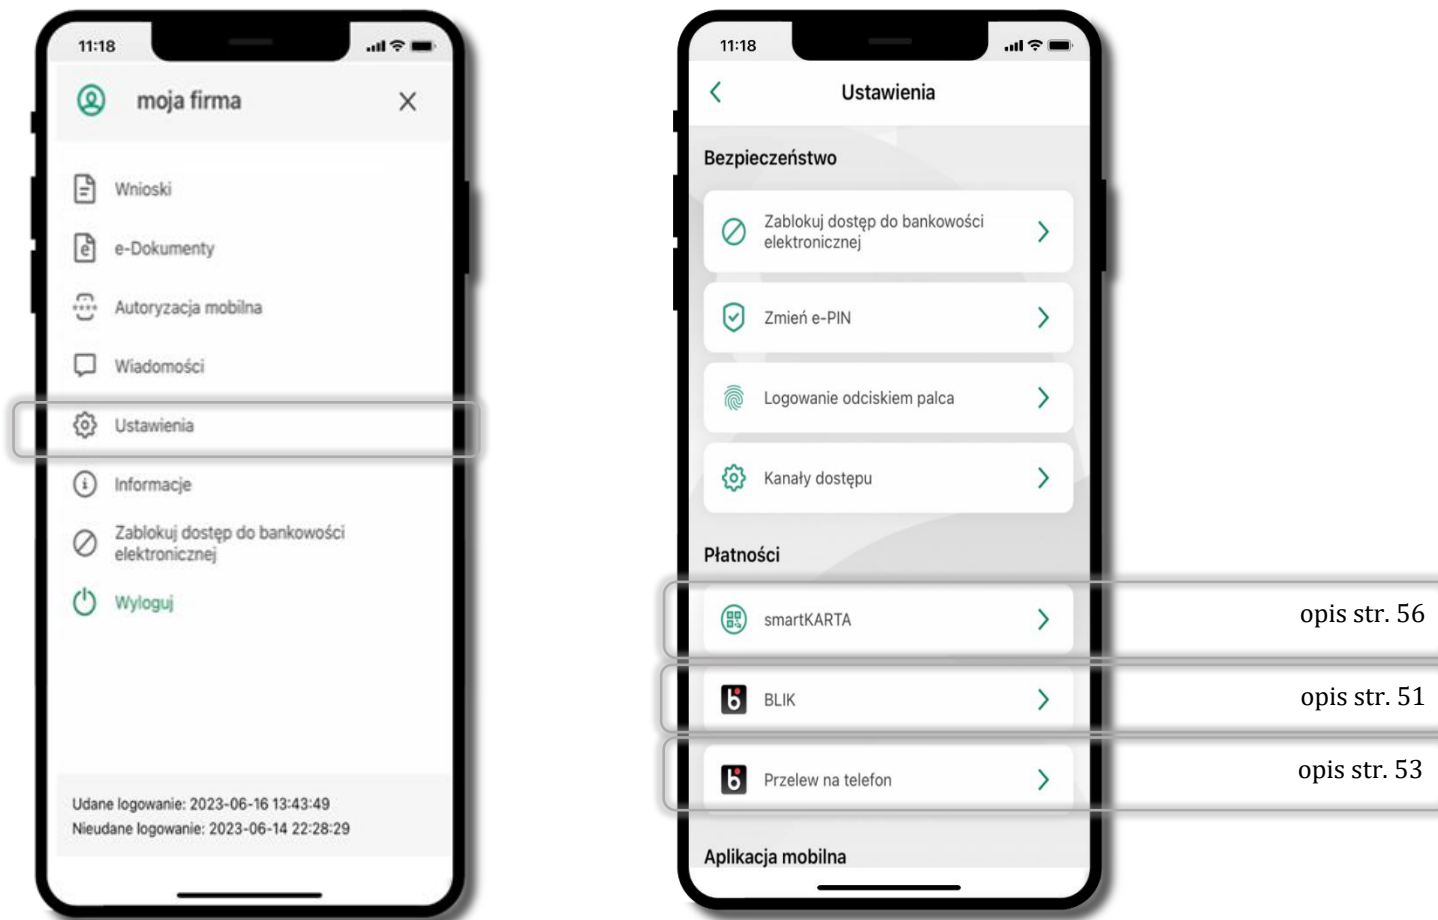 11:18
moja firma
Wnioski
e-Dokumenty
Autoryzacja mobilna
Wiadomości
Ustawienia
Informacje
Zablokuj dostęp do bankowości
elektronicznej
Wyloguj
Udane logowanie: 2023-06-16 13:43:49
Nieudane logowanie: 2023-06-14 22:28:29
11:18
Ustawienia
Bezpieczeństwo
Zablokuj dostęp do bankowości
elektronicznej
Zmień e-PIN
Logowanie odciskiem palca
Kanały dostępu
Płatności
smartKARTA
opis str. 56
BLIK
opis str. 51
Przelew na telefon
opis str. 53
Aplikacja mobilna